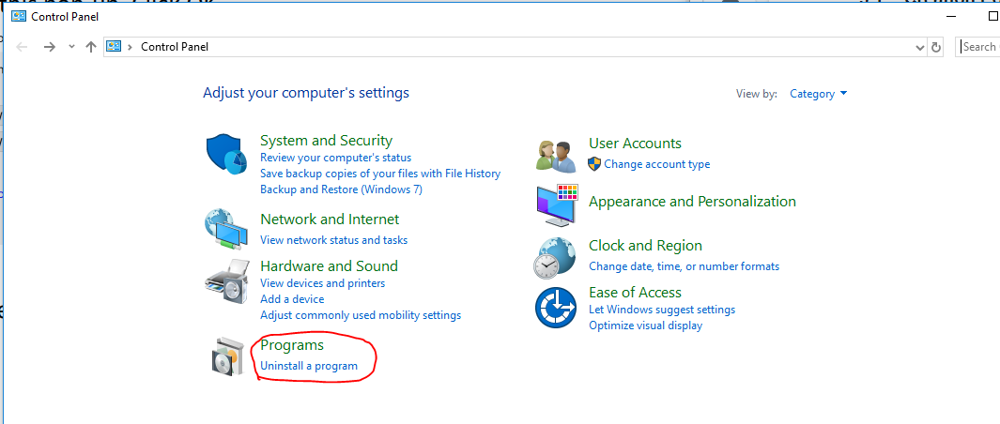 Control Panel
Control Panel
Search
Adjust your computer's settings
View by: Category
System and Security
Review your computer's status
Save backup copies of your files with File History
Backup and Restore (Windows 7)
Network and Internet
View network status and tasks
Hardware and Sound
View devices and printers
Add a device
Adjust commonly used mobility settings
Programs
Uninstall a program
User Accounts
Change account type
Appearance and Personalization
Clock and Region
Change date, time, or number formats
Ease of Access
Let Windows suggest settings
Optimize visual display